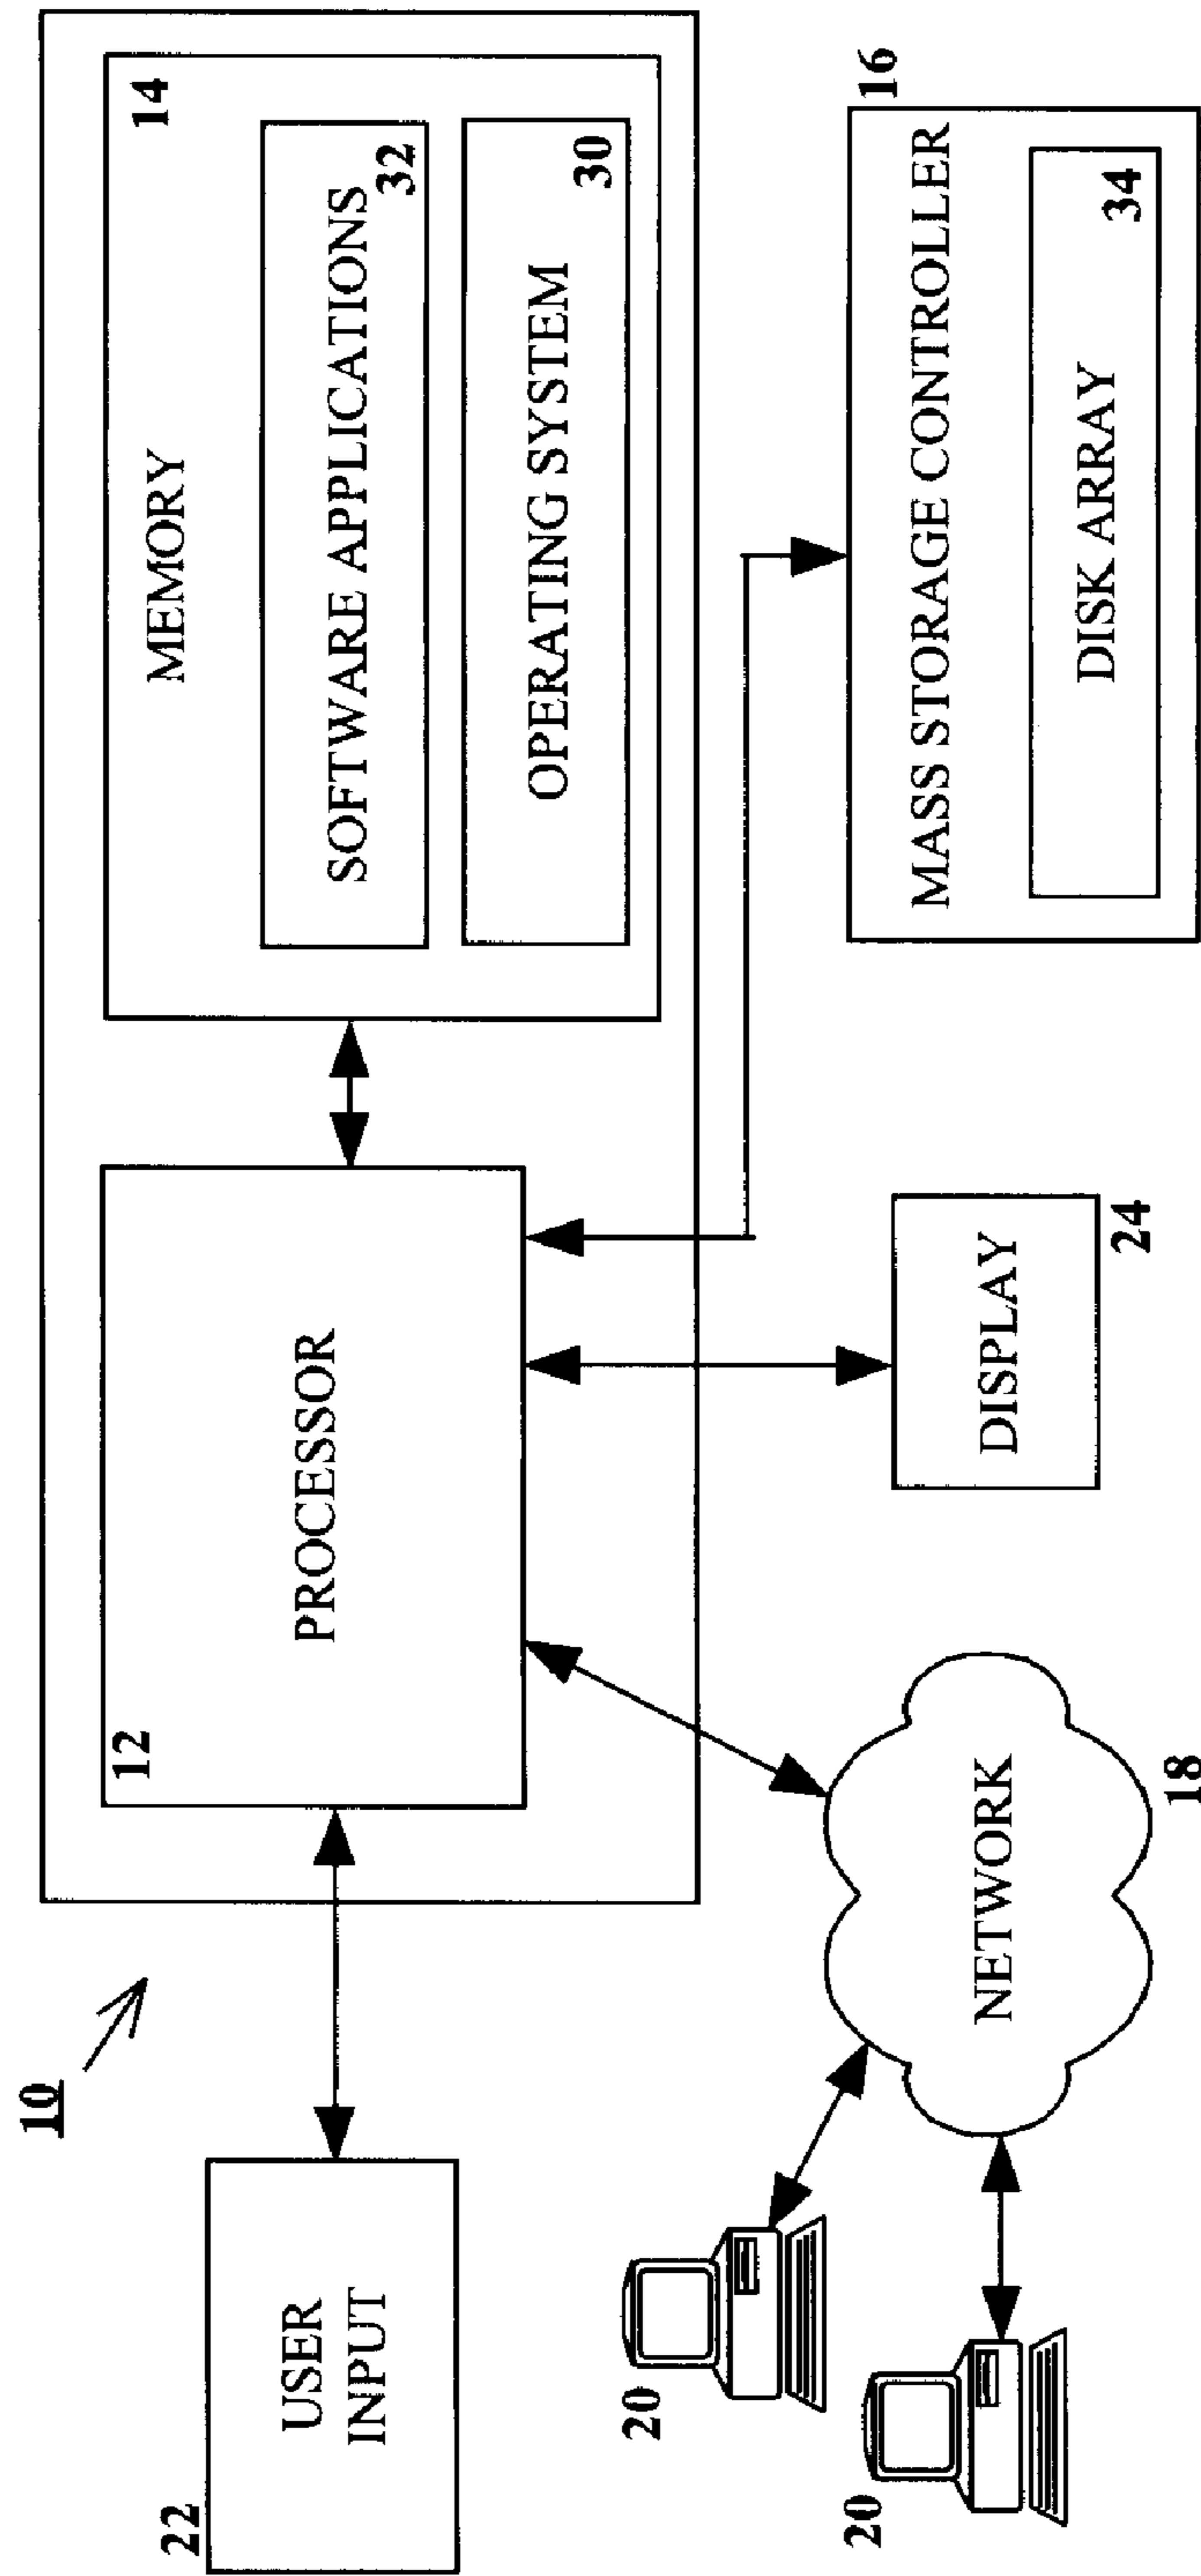 10
22
USER
INPUT
12
PROCESSOR
MEMORY
14
SOFTWARE APPLICATIONS
32
OPERATING SYSTEM
30
20
20
NETWORK
18
DISPLAY
24
16
MASS STORAGE CONTROLLER
DISK ARRAY
34